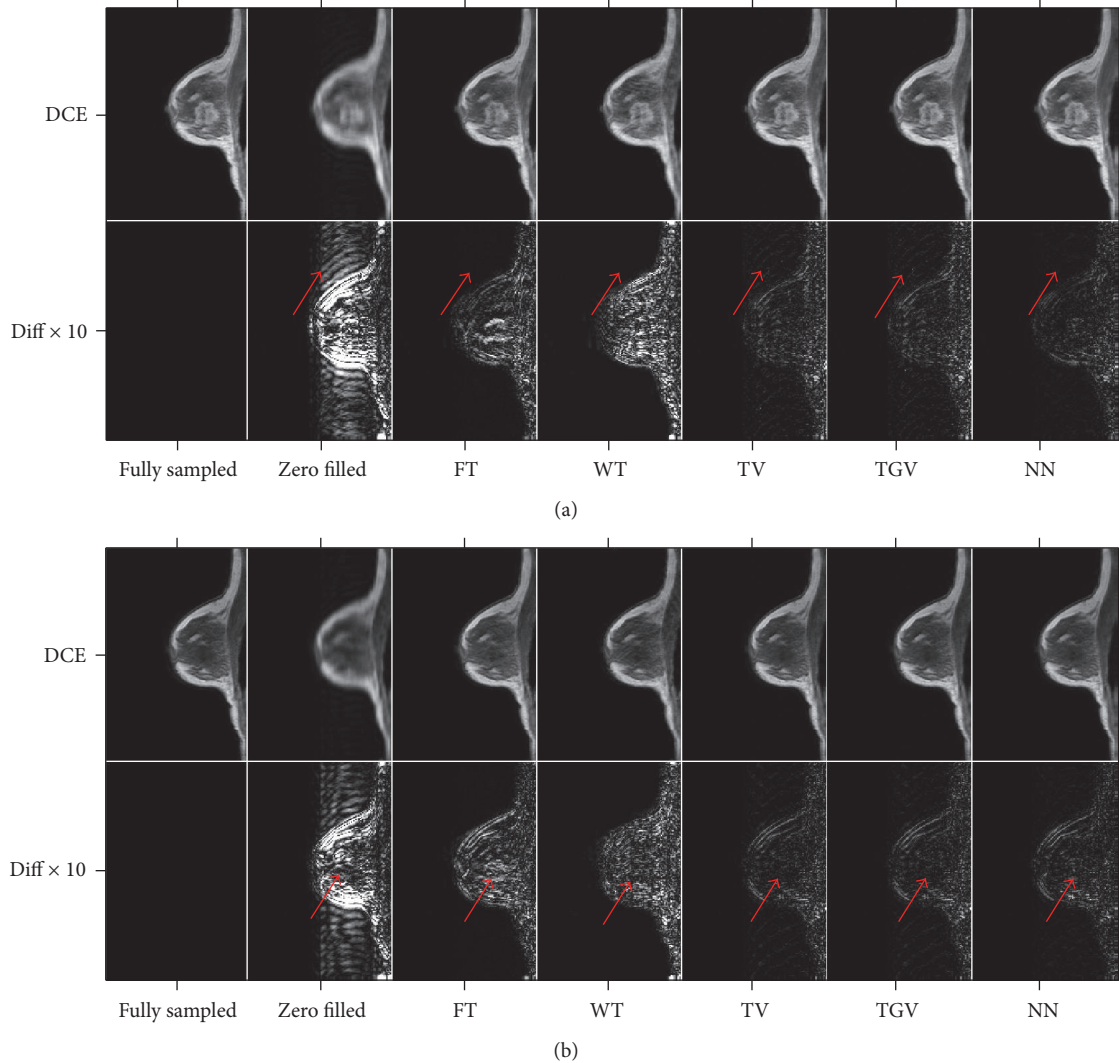 DCE
Diff × 10
Fully sampled Zero filled FT WT TV TGV NN
(a)
DCE
Diff × 10
Fully sampled Zero filled FT WT TV TGV NN
(b)